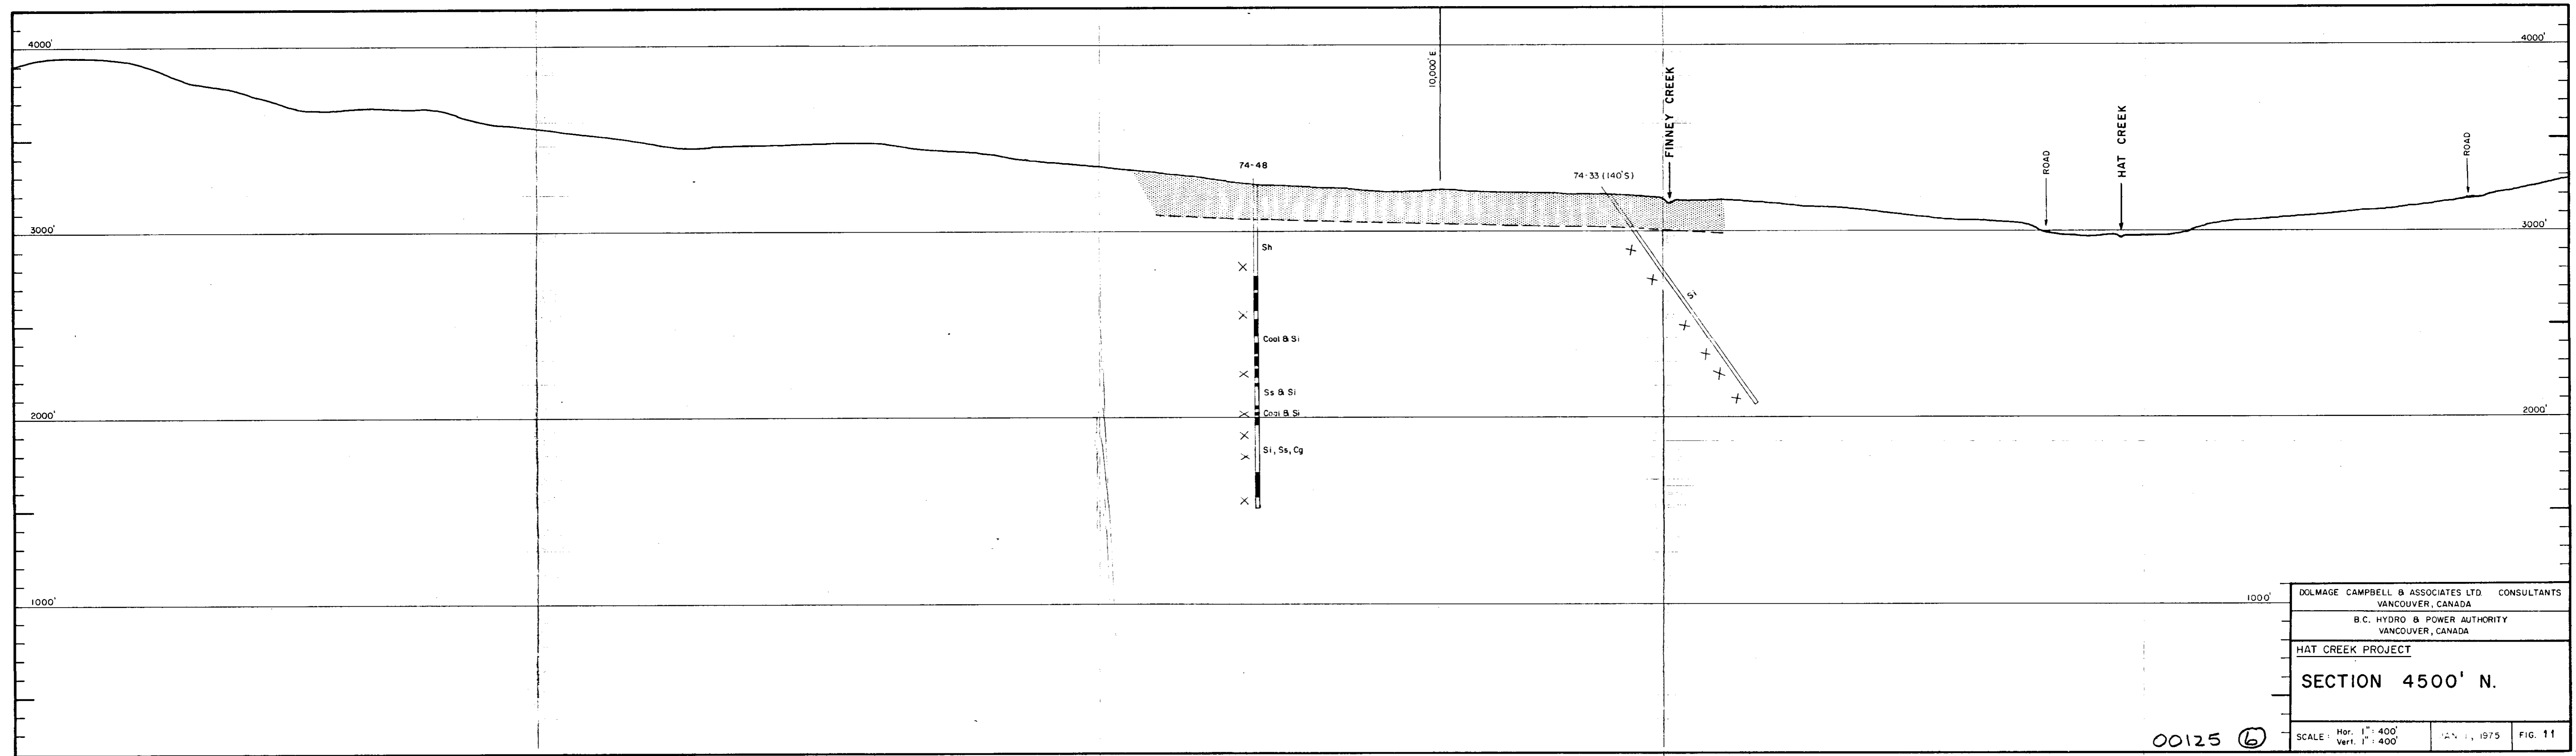 4000'
4000'
10,000' E
FINNEY CREEK
HAT CREEK
ROAD
ROAD
74-48
74-33 (140'S)
3000'
3000'
Sh
Si
Coal & Si
Ss & Si
Coal & Si
2000'
2000'
Si, Ss, Cg
1000'
1000'
DOLMAGE CAMPBELL & ASSOCIATES LTD. CONSULTANTS
VANCOUVER, CANADA
B.C. HYDRO & POWER AUTHORITY
VANCOUVER, CANADA
HAT CREEK PROJECT
SECTION 4500' N.
SCALE: Hor. 1" = 400'
Vert. 1" = 400'
1975
FIG. 11
00125 6